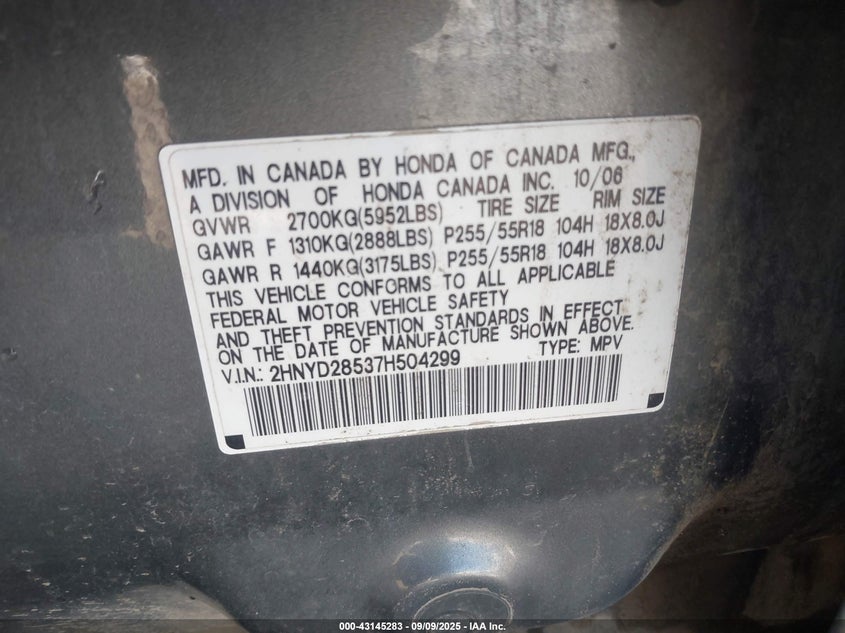 MFD. IN CANADA BY HONDA OF CANADA MFG.,
A DIVISION OF HONDA CANADA INC. 10/06
GVWR 2700KG(5952LBS) TIRE SIZE RIM SIZE
GAWR F 1310KG(2888LBS) P255/55R18 104H 18X8.0J
GAWR R 1440KG(3175LBS) P255/55R18 104H 18X8.0J
THIS VEHICLE CONFORMS TO ALL APPLICABLE
FEDERAL MOTOR VEHICLE SAFETY
AND THEFT PREVENTION STANDARDS IN EFFECT
ON THE DATE OF MANUFACTURE SHOWN ABOVE.
V.I.N.: 2HNYD28537H504299 TYPE: MPV
000-43145283 - 09/09/2025 - IAA Inc.